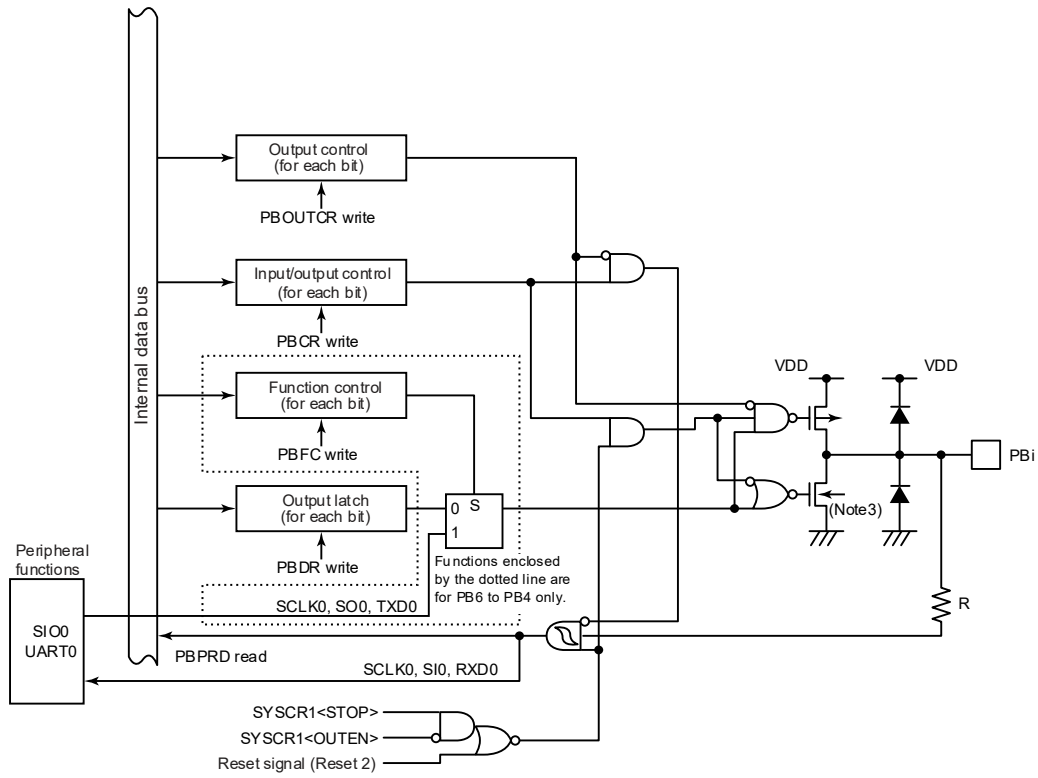 Internal data bus
Output control
(for each bit)
PBOUTCR write
Input/output control
(for each bit)
PBCR write
Function control
(for each bit)
PBFC write
Output latch
(for each bit)
PBDR write
0 S
1
Functions enclosed
by the dotted line are
for PB6 to PB4 only.
VDD
VDD
PBi
(Note3)
R
Peripheral
functions
SIO0
UART0
SCLK0, SO0, TXD0
PBPRD read
SCLK0, SI0, RXD0
SYSCR1<STOP>
SYSCR1<OUTEN>
Reset signal (Reset 2)